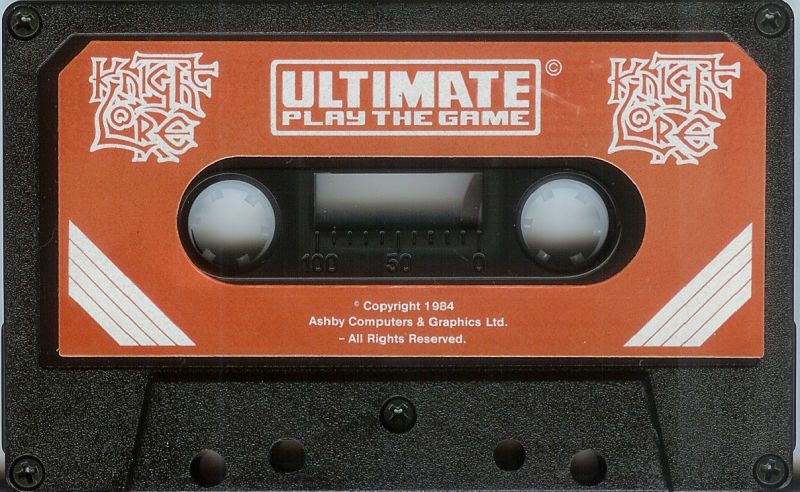 KNIGHT
LORE
ULTIMATE ©
PLAY THE GAME
KNIGHT
LORE
100 50 0
© Copyright 1984
Ashby Computers & Graphics Ltd.
– All Rights Reserved.